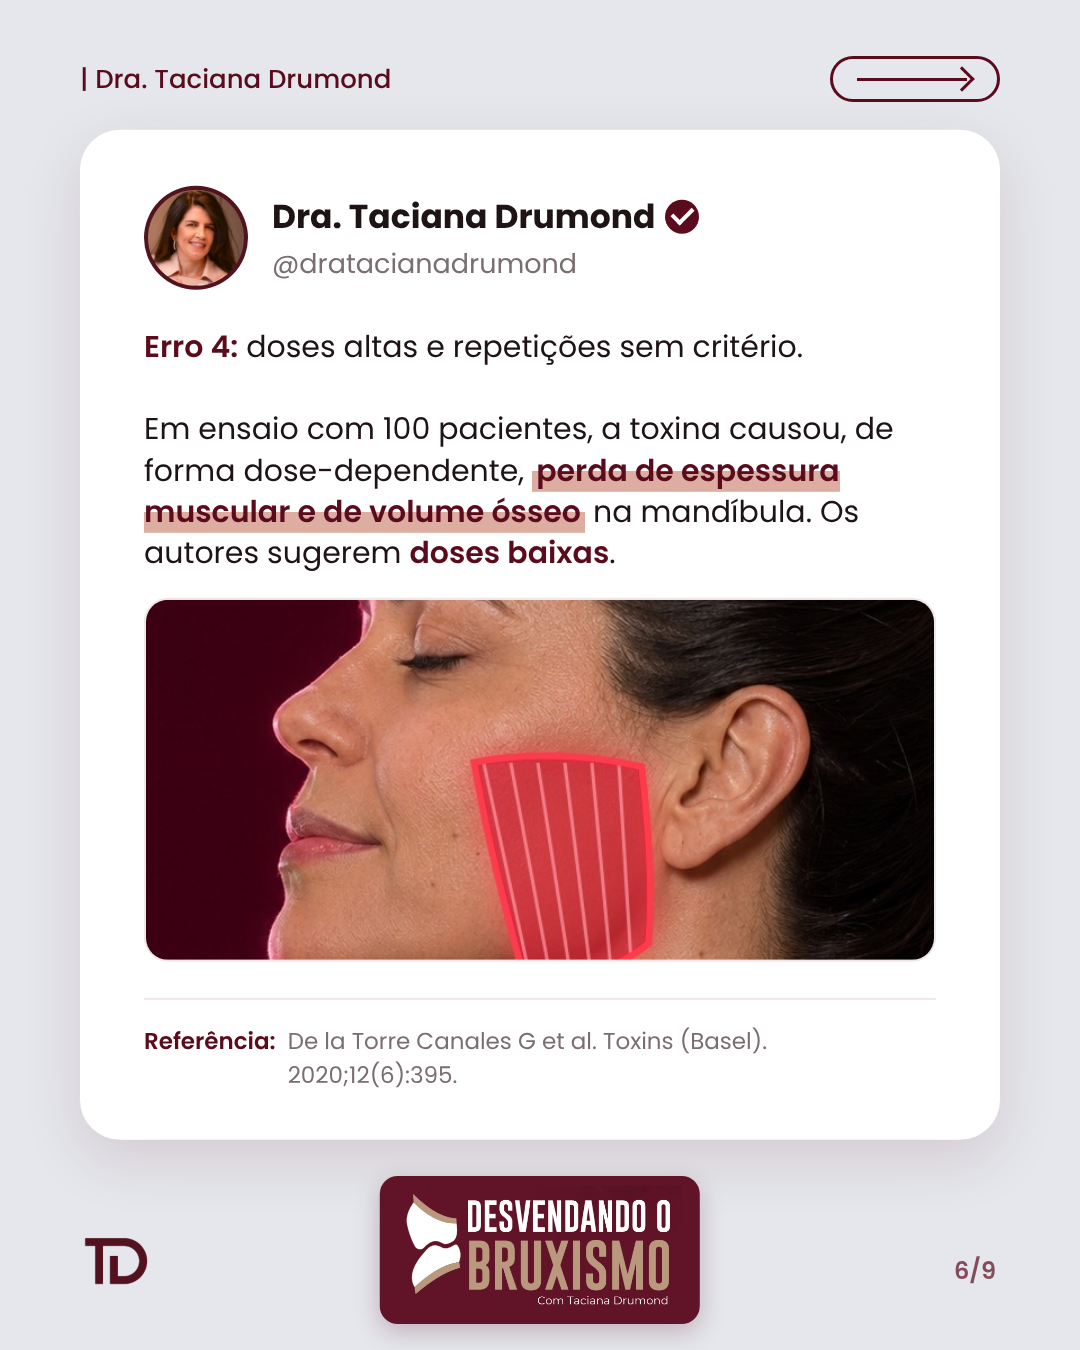 | Dra. Taciana Drumond
Dra. Taciana Drumond
@dratacianadrumond
Erro 4: doses altas e repetições sem critério.
Em ensaio com 100 pacientes, a toxina causou, de
forma dose-dependente, perda de espessura
muscular e de volume ósseo na mandíbula. Os
autores sugerem doses baixas.
Referência: De la Torre Canales G et al. Toxins (Basel).
2020;12(6):395.
DESVENDANDO O
BRUXISMO
Com Taciana Drumond
TD
6/9